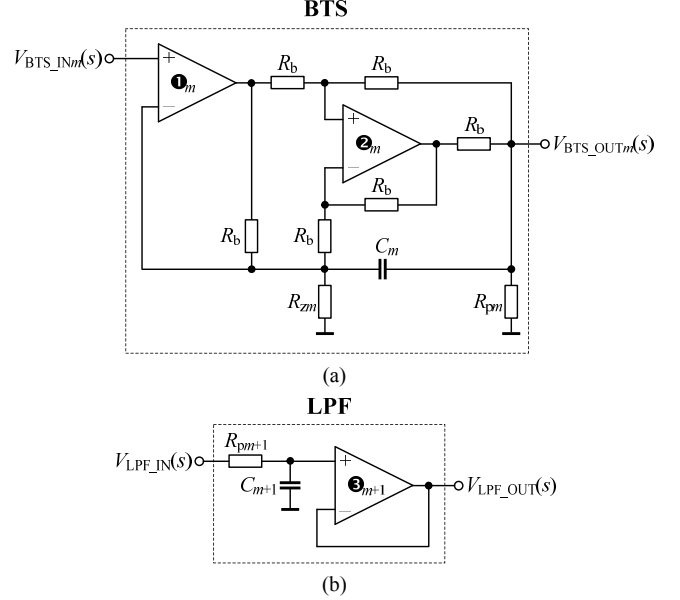 BTS
V_BTS_INm(s)
+
−
❶m
R_b
R_b
+
−
❷m
R_b
V_BTS_OUTm(s)
R_b
R_b
R_b
C_m
R_zm
R_pm
(a)
LPF
V_LPF_IN(s)
R_pm+1
C_m+1
+
−
❸m+1
V_LPF_OUT(s)
(b)